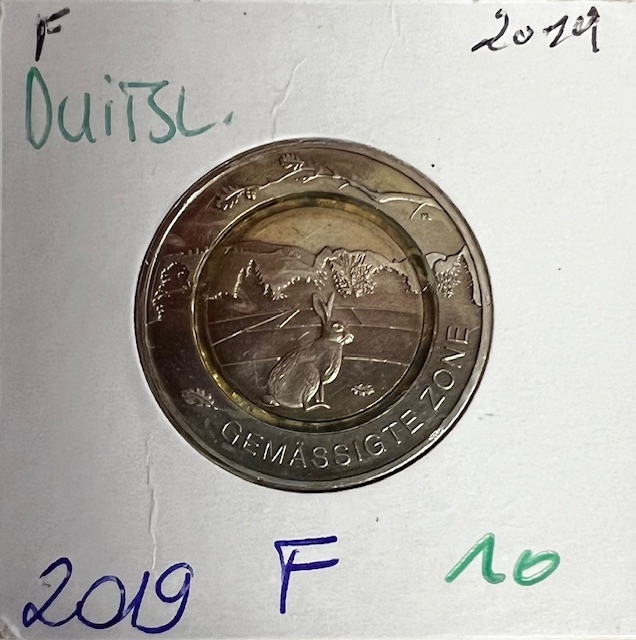 F 2019
DUITSL.
GEMÄSSIGTE ZONE
2019 F 10